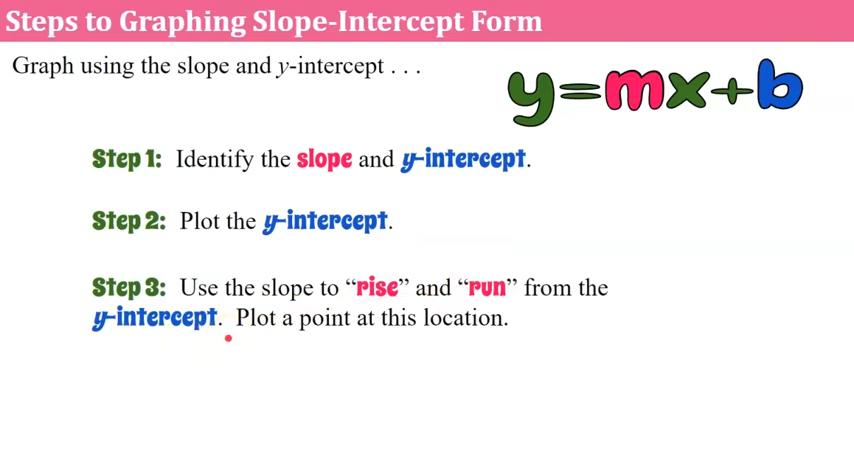 Steps to Graphing Slope-Intercept Form
Graph using the slope and y-intercept . . .
y=mx+b
Step 1: Identify the slope and y-intercept.
Step 2: Plot the y-intercept.
Step 3: Use the slope to “rise” and “run” from the
y-intercept. Plot a point at this location.